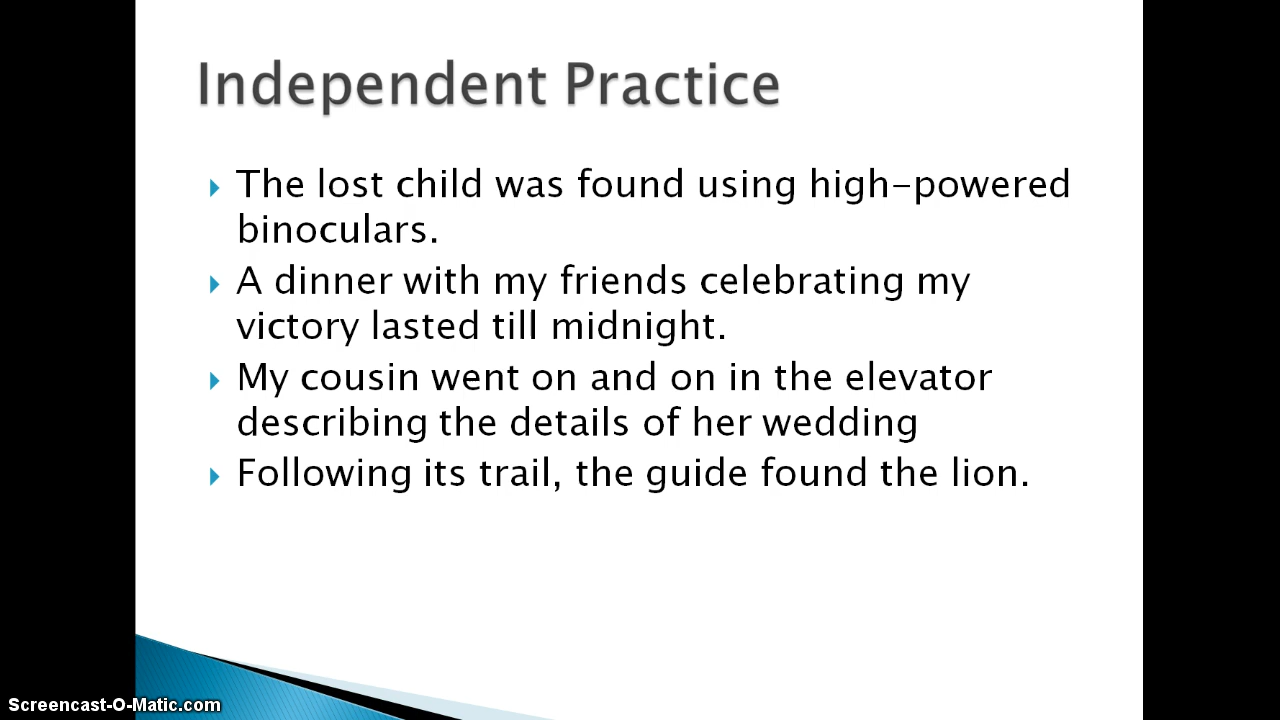 Independent Practice
The lost child was found using high-powered
binoculars.
A dinner with my friends celebrating my
victory lasted till midnight.
My cousin went on and on in the elevator
describing the details of her wedding
Following its trail, the guide found the lion.
Screencast-O-Matic.com